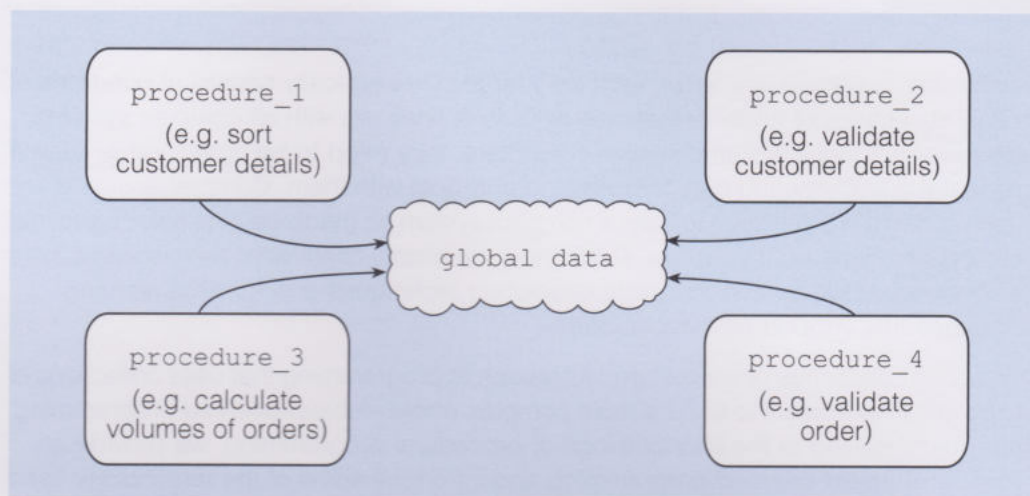 procedure_1
(e.g. sort
customer details)
procedure_2
(e.g. validate
customer details)
global data
procedure_3
(e.g. calculate
volumes of orders)
procedure_4
(e.g. validate
order)